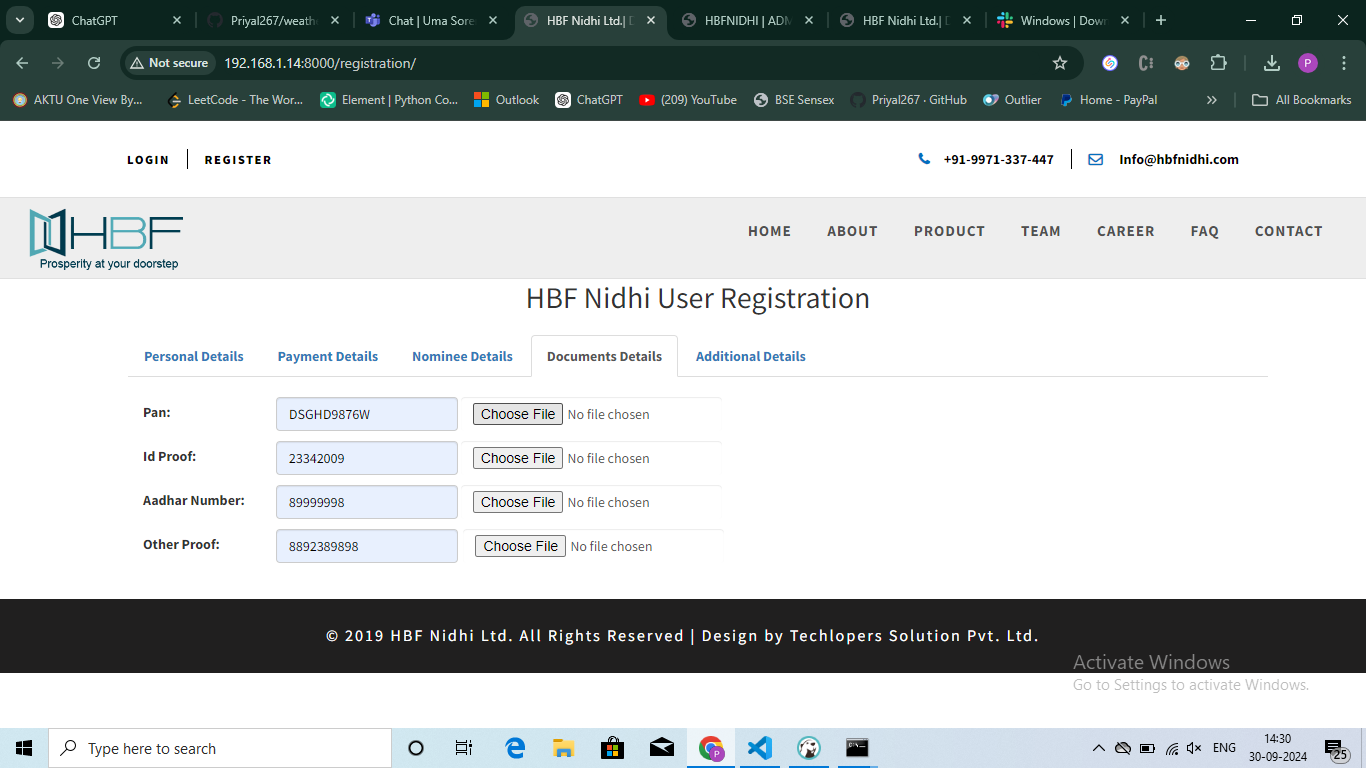 ChatGPT
Priyal267/weath
Chat | Uma Sore
HBF Nidhi Ltd.| D
HBFNIDHI | ADM
HBF Nidhi Ltd.| D
Windows | Down
Not secure 192.168.1.14:8000/registration/
AKTU One View By... LeetCode - The Wor... Element | Python Co... Outlook ChatGPT (209) YouTube BSE Sensex Priyal267 · GitHub Outlier Home - PayPal » All Bookmarks
LOGIN REGISTER +91-9971-337-447 Info@hbfnidhi.com
HBF
Prosperity at your doorstep
HOME ABOUT PRODUCT TEAM CAREER FAQ CONTACT
HBF Nidhi User Registration
Personal Details Payment Details Nominee Details Documents Details Additional Details
Pan: DSGHD9876W Choose File No file chosen
Id Proof: 23342009 Choose File No file chosen
Aadhar Number: 89999998 Choose File No file chosen
Other Proof: 8892389898 Choose File No file chosen
© 2019 HBF Nidhi Ltd. All Rights Reserved | Design by Techlopers Solution Pvt. Ltd.
Activate Windows
Go to Settings to activate Windows.
Type here to search
ENG
14:30
30-09-2024
25